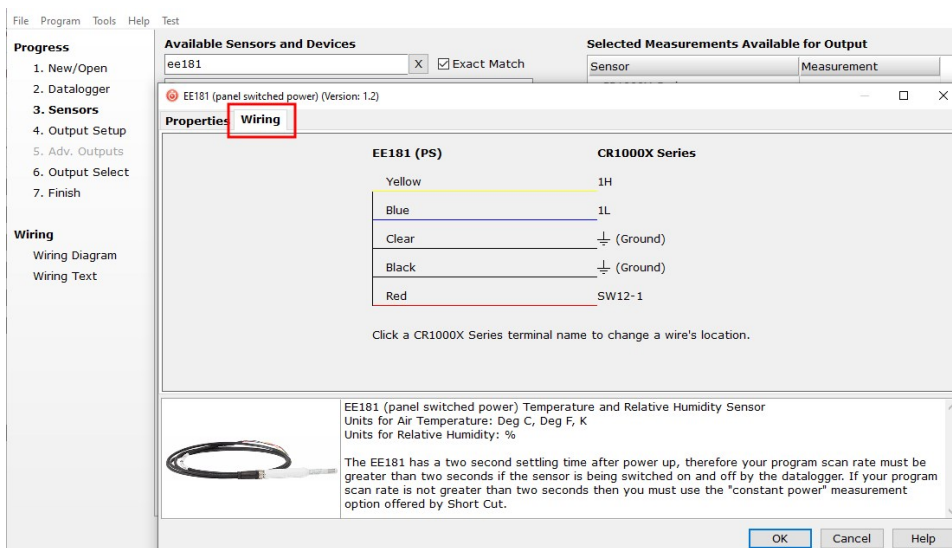 File Program Tools Help Test
Progress
1. New/Open
2. Datalogger
3. Sensors
4. Output Setup
5. Adv. Outputs
6. Output Select
7. Finish
Wiring
Wiring Diagram
Wiring Text
Available Sensors and Devices
ee181 X Exact Match
Selected Measurements Available for Output
Sensor Measurement
EE181 (panel switched power) (Version: 1.2)
Properties Wiring
EE181 (PS) CR1000X Series
Yellow 1H
Blue 1L
Clear (Ground)
Black (Ground)
Red SW12-1
Click a CR1000X Series terminal name to change a wire's location.
EE181 (panel switched power) Temperature and Relative Humidity Sensor
Units for Air Temperature: Deg C, Deg F, K
Units for Relative Humidity: %
The EE181 has a two second settling time after power up, therefore your program scan rate must be
greater than two seconds if the sensor is being switched on and off by the datalogger. If your program
scan rate is not greater than two seconds then you must use the "constant power" measurement
option offered by Short Cut.
OK Cancel Help